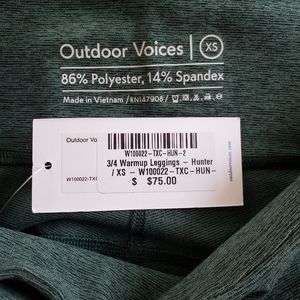 Outdoor Voices | XS
86% Polyester, 14% Spandex
Made in Vietnam / RN147908 /
Outdoor Vo
W100022-TXC-HUN-2
3/4 Warmup Leggings - Hunter
/ XS - W100022-TXC-HUN-
$ $75.00
W100022-TXC